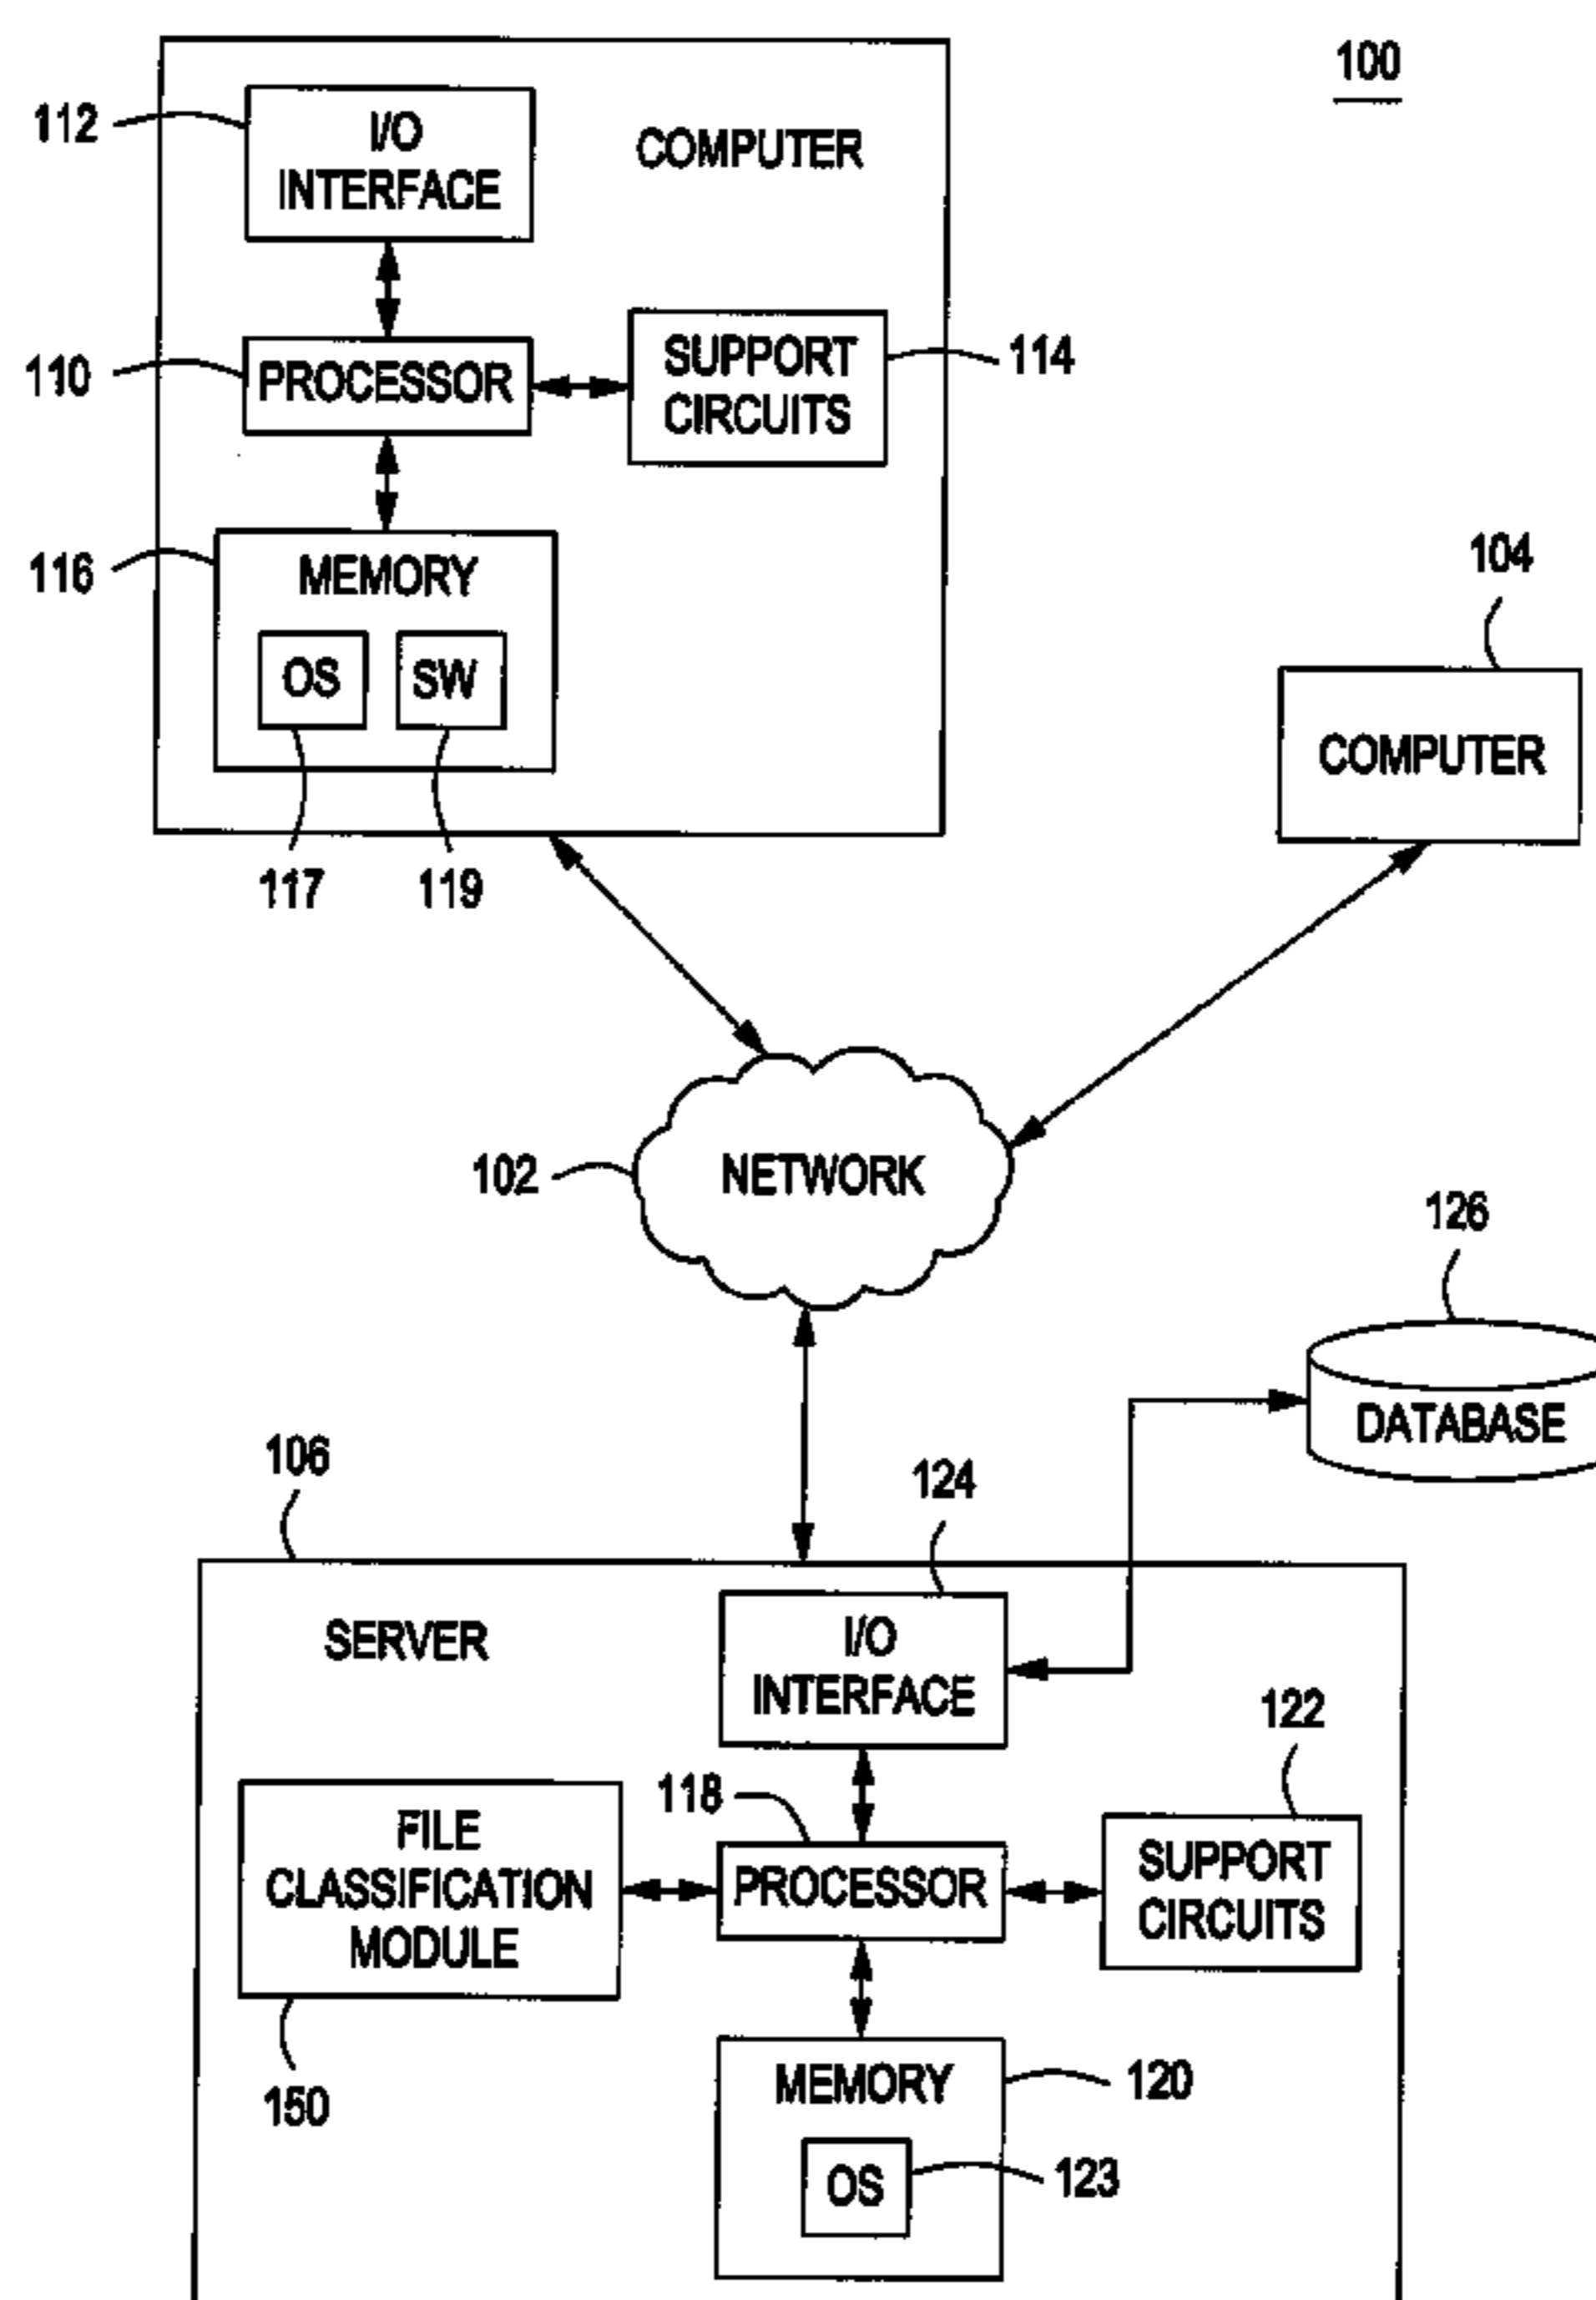 100
112
I/O
INTERFACE
COMPUTER
110
PROCESSOR
SUPPORT
CIRCUITS
114
116
MEMORY
OS
SW
117
119
104
COMPUTER
102
NETWORK
126
DATABASE
106
124
SERVER
I/O
INTERFACE
122
118
FILE
CLASSIFICATION
MODULE
PROCESSOR
SUPPORT
CIRCUITS
150
MEMORY
120
OS
123